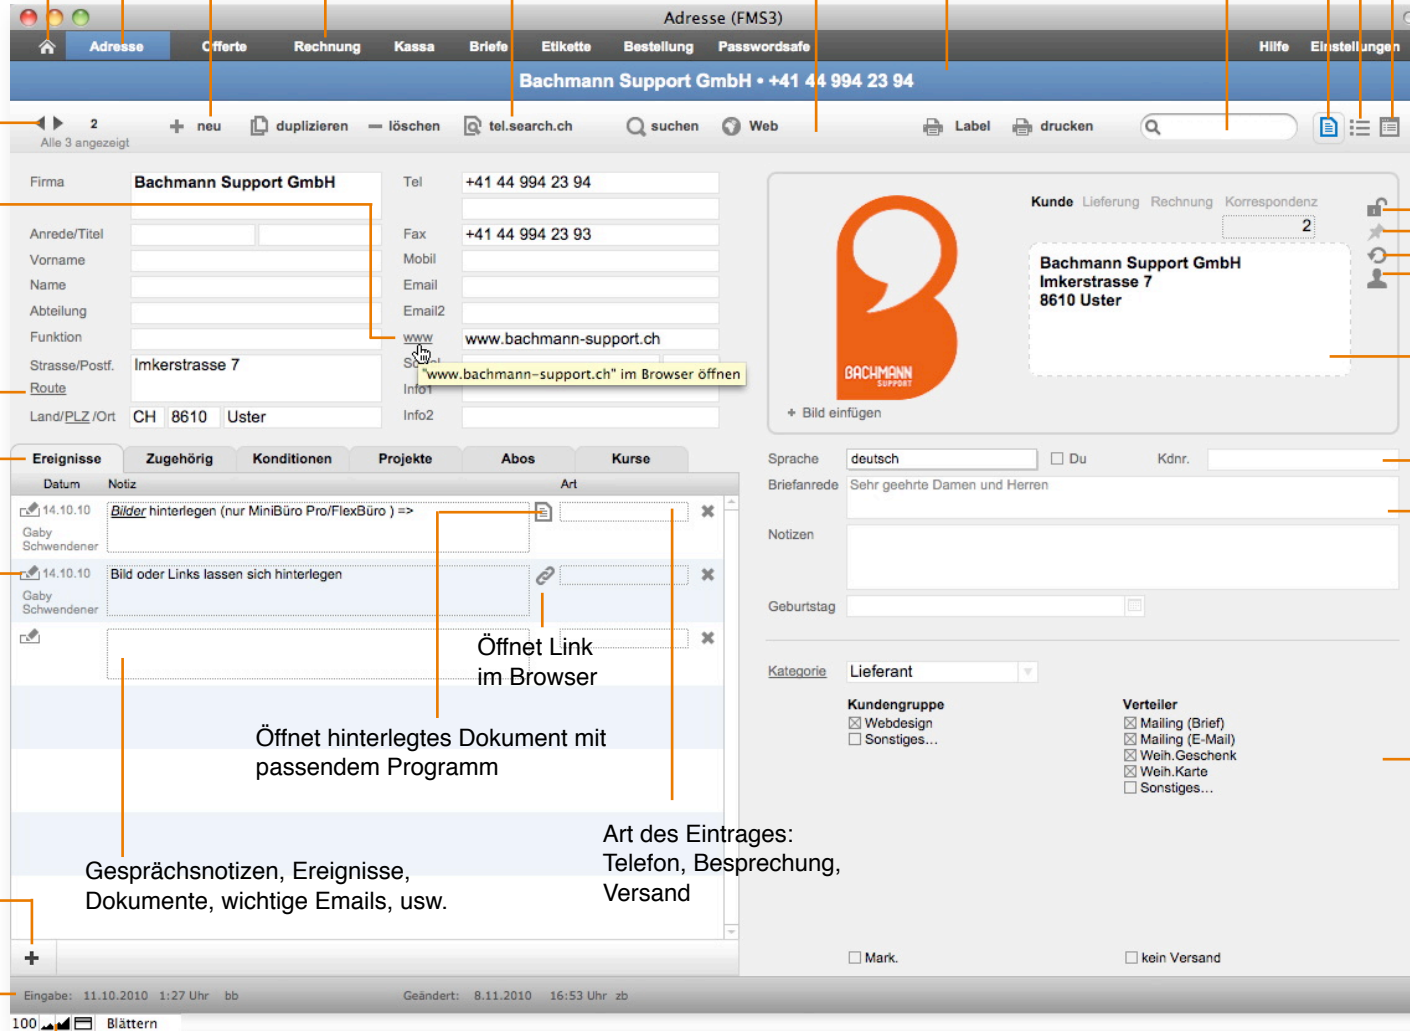 Adresse (FMS3)
Adresse Offerte Rechnung Kassa Briefe Etikette Bestellung Passwordsafe Hilfe Einstellungen
Bachmann Support GmbH • +41 44 994 23 94
2 neu duplizieren löschen tel.search.ch suchen Web Label drucken
Alle 3 angezeigt
Firma Bachmann Support GmbH Tel +41 44 994 23 94
Kunde Lieferung Rechnung Korrespondenz
2
Anrede/Titel Fax +41 44 994 23 93
Vorname Mobil
Name Email
Abteilung Email2
Funktion www www.bachmann-support.ch
Bachmann Support GmbH
Imkerstrasse 7
8610 Uster
Strasse/Postf. Imkerstrasse 7
"www.bachmann-support.ch" im Browser öffnen
Route Info1
Land/PLZ /Ort CH 8610 Uster Info2
BACHMANN
SUPPORT
+ Bild einfügen
Ereignisse Zugehörig Konditionen Projekte Abos Kurse
Datum Notiz Art
14.10.10 Bilder hinterlegen (nur MiniBüro Pro/FlexBüro ) =>
Gaby
Schwendener
14.10.10 Bild oder Links lassen sich hinterlegen
Gaby
Schwendener
Öffnet Link
im Browser
Öffnet hinterlegtes Dokument mit
passendem Programm
Art des Eintrages:
Telefon, Besprechung,
Versand
Gesprächsnotizen, Ereignisse,
Dokumente, wichtige Emails, usw.
+
Sprache deutsch Du Kdnr.
Briefanrede Sehr geehrte Damen und Herren
Notizen
Geburtstag
Kategorie Lieferant
Kundengruppe Verteiler
Webdesign Mailing (Brief)
Sonstiges... Mailing (E-Mail)
Weih.Geschenk
Weih.Karte
Sonstiges...
Mark. kein Versand
Eingabe: 11.10.2010 1:27 Uhr bb Geändert: 8.11.2010 16:53 Uhr zb
100 Blättern